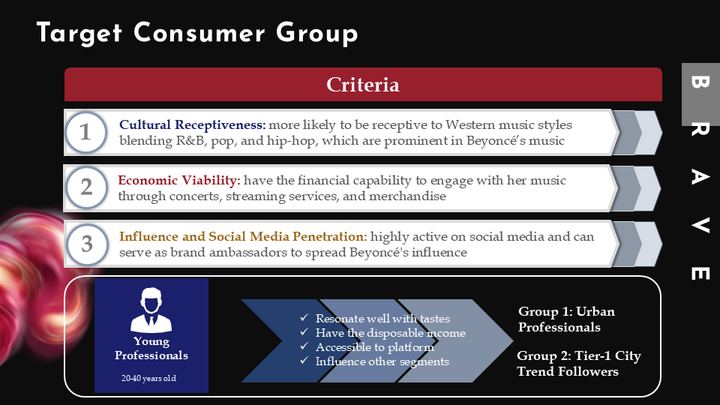 Target Consumer Group
Criteria
1
Cultural Receptiveness: more likely to be receptive to Western music styles
blending R&B, pop, and hip-hop, which are prominent in Beyoncé's music
2
Economic Viability: have the financial capability to engage with her music
through concerts, streaming services, and merchandise
3
Influence and Social Media Penetration: highly active on social media and can
serve as brand ambassadors to spread Beyoncé's influence
Young
Professionals
20-40 years old
✓ Resonate well with tastes
✓ Have the disposable income
✓ Accessible to platform
✓ Influence other segments
Group 1: Urban
Professionals
Group 2: Tier-1 City
Trend Followers
BRAVE